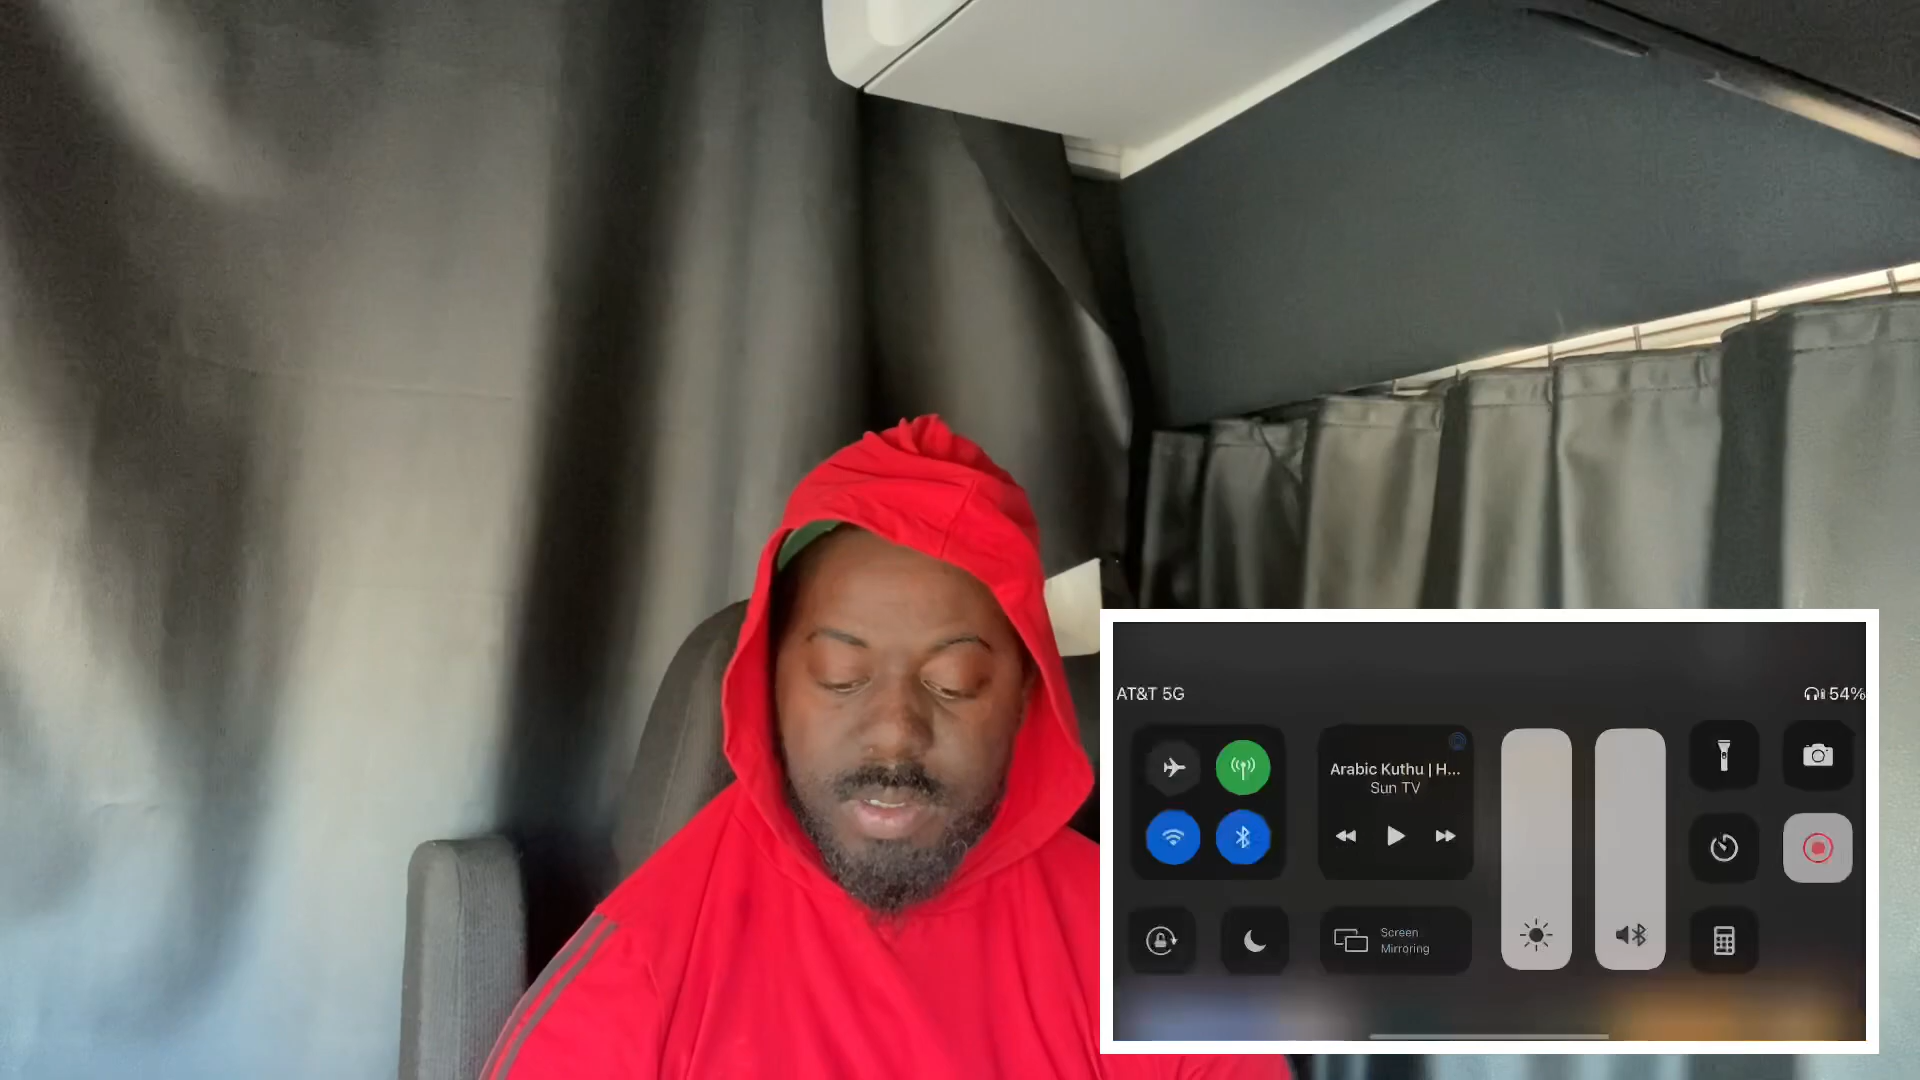 AT&T 5G
54%
Arabic Kuthu | H...
Sun TV
Screen
Mirroring